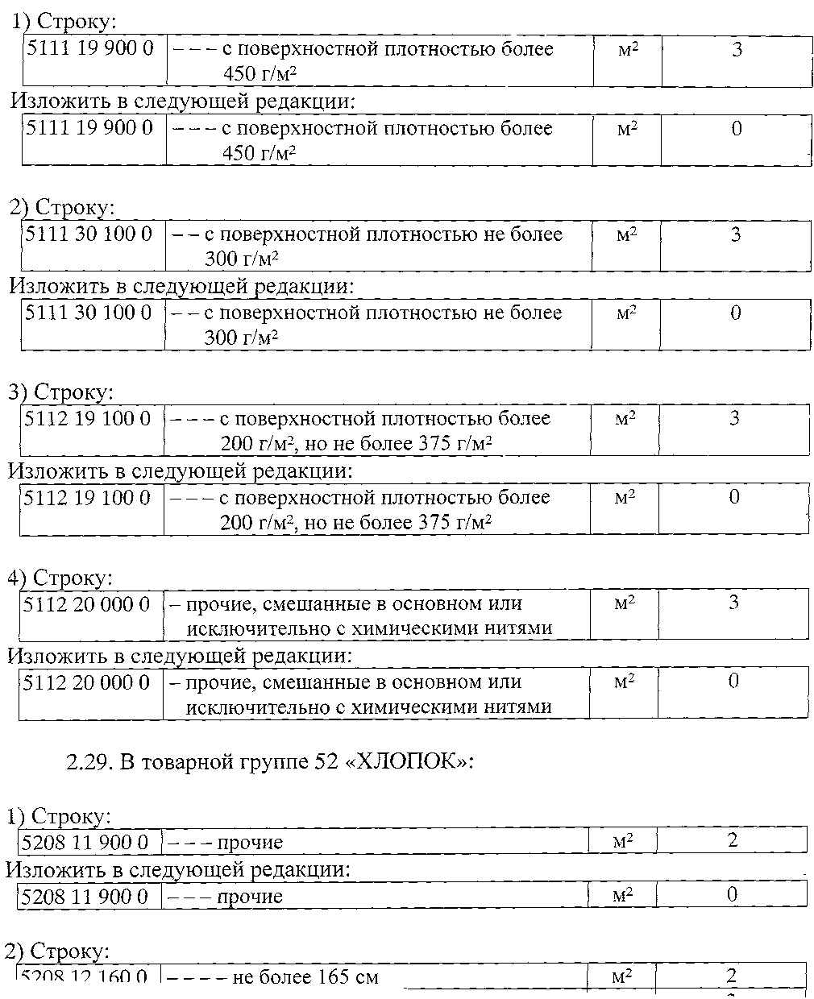 1) Строку:
5111 19 900 0 – – – с поверхностной плотностью более м² 3
450 г/м²
Изложить в следующей редакции:
5111 19 900 0 – – – с поверхностной плотностью более м² 0
450 г/м²
2) Строку:
5111 30 100 0 – – с поверхностной плотностью не более м² 3
300 г/м²
Изложить в следующей редакции:
5111 30 100 0 – – с поверхностной плотностью не более м² 0
300 г/м²
3) Строку:
5112 19 100 0 – – – с поверхностной плотностью более м² 3
200 г/м², но не более 375 г/м²
Изложить в следующей редакции:
5112 19 100 0 – – – с поверхностной плотностью более м² 0
200 г/м², но не более 375 г/м²
4) Строку:
5112 20 000 0 – прочие, смешанные в основном или м² 3
исключительно с химическими нитями
Изложить в следующей редакции:
5112 20 000 0 – прочие, смешанные в основном или м² 0
исключительно с химическими нитями
2.29. В товарной группе 52 «ХЛОПОК»:
1) Строку:
5208 11 900 0 – – – прочие м² 2
Изложить в следующей редакции:
5208 11 900 0 – – – прочие м² 0
2) Строку:
5208 12 160 0 – – – – не более 165 см м² 2